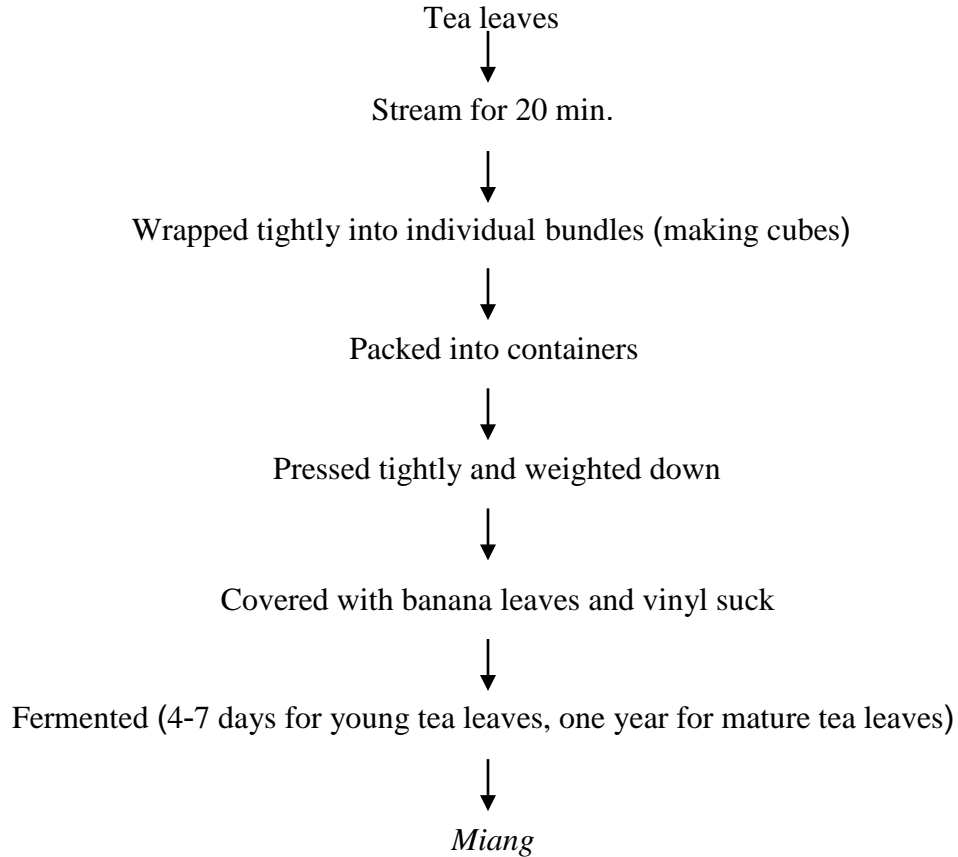 Tea leaves
Stream for 20 min.
Wrapped tightly into individual bundles (making cubes)
Packed into containers
Pressed tightly and weighted down
Covered with banana leaves and vinyl suck
Fermented (4-7 days for young tea leaves, one year for mature tea leaves)
Miang